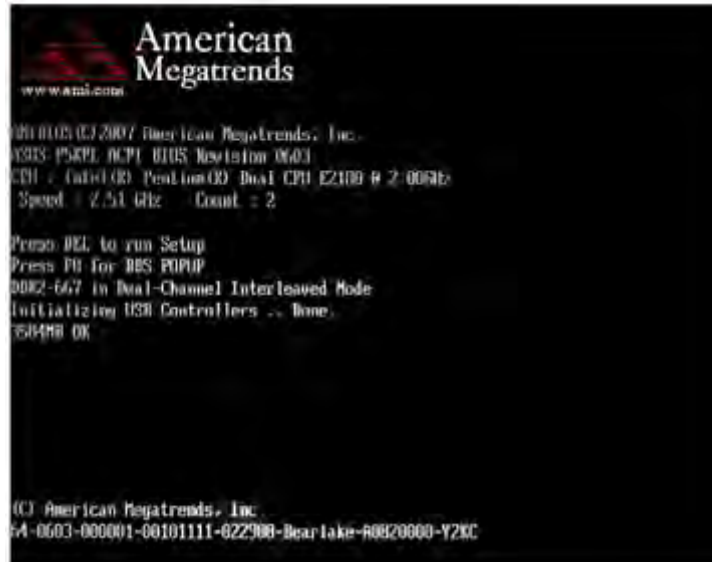 American
Megatrends
www.ami.com
AMIBIOS(C)2007 American Megatrends, Inc.
ASUS P5KPL ACPI BIOS Revision 0603
CPU : Intel(R) Pentium(R) Dual CPU E2180 @ 2.00GHz
Speed : 2.51 GHz Count : 2
Press DEL to run Setup
Press F8 for BBS POPUP
DDR2-667 in Dual-Channel Interleaved Mode
Initializing USB Controllers .. Done.
3584MB OK
(C) American Megatrends, Inc.
64-0603-000001-00101111-022908-Bearlake-A0820000-Y2KC